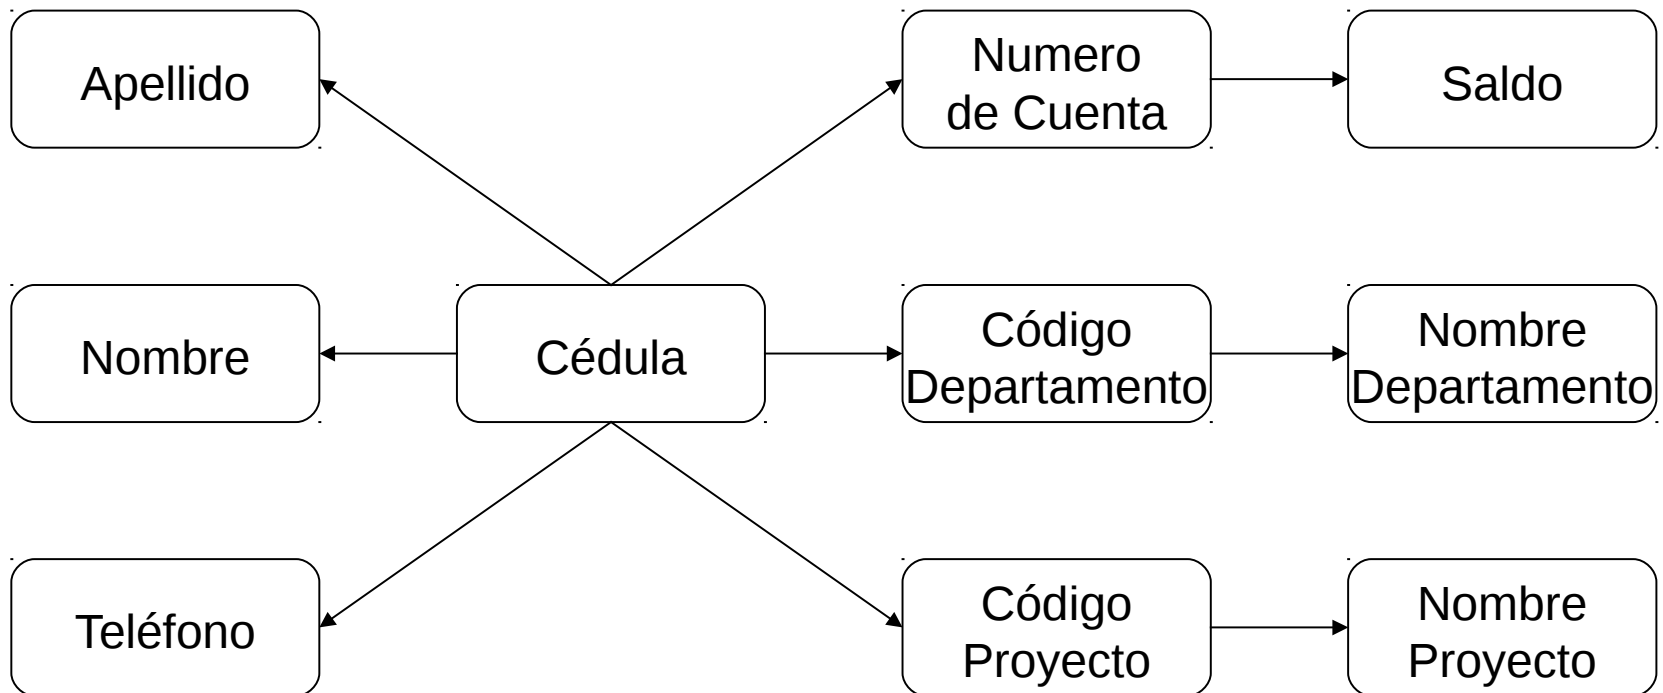 Apellido
Numero
de Cuenta
Saldo
Nombre
Cédula
Código
Departamento
Nombre
Departamento
Teléfono
Código
Proyecto
Nombre
Proyecto